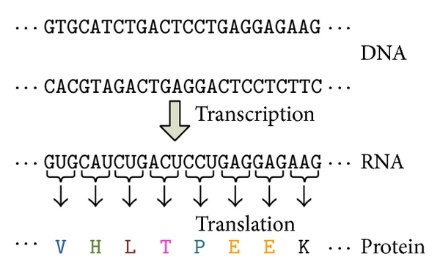 ··· GTGCATCTGACTCCTGAGGAGAAG ···
DNA
··· CACGTAGACTGAGGACTCCTCTTC ···
Transcription
··· GUGCAUCUGACUCCUGAGGAGAAG ··· RNA
Translation
··· V H L T P E E K ··· Protein